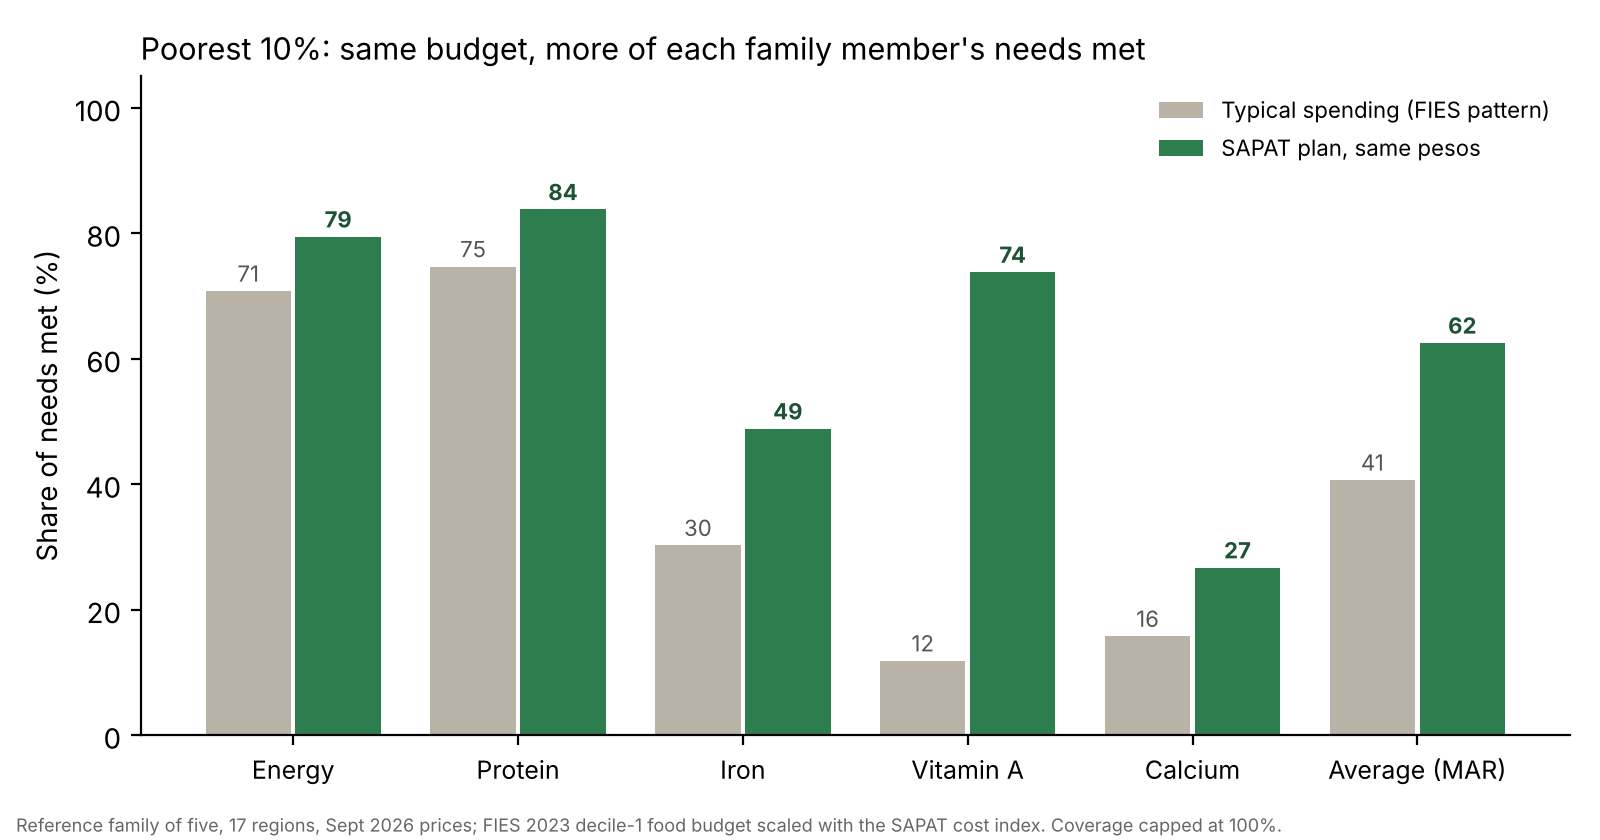 Poorest 10%: same budget, more of each family member's needs met
Typical spending (FIES pattern)
SAPAT plan, same pesos
Share of needs met (%)
100
80
60
40
20
0
71
79
75
84
30
49
12
74
16
27
41
62
Energy
Protein
Iron
Vitamin A
Calcium
Average (MAR)
Reference family of five, 17 regions, Sept 2026 prices; FIES 2023 decile-1 food budget scaled with the SAPAT cost index. Coverage capped at 100%.